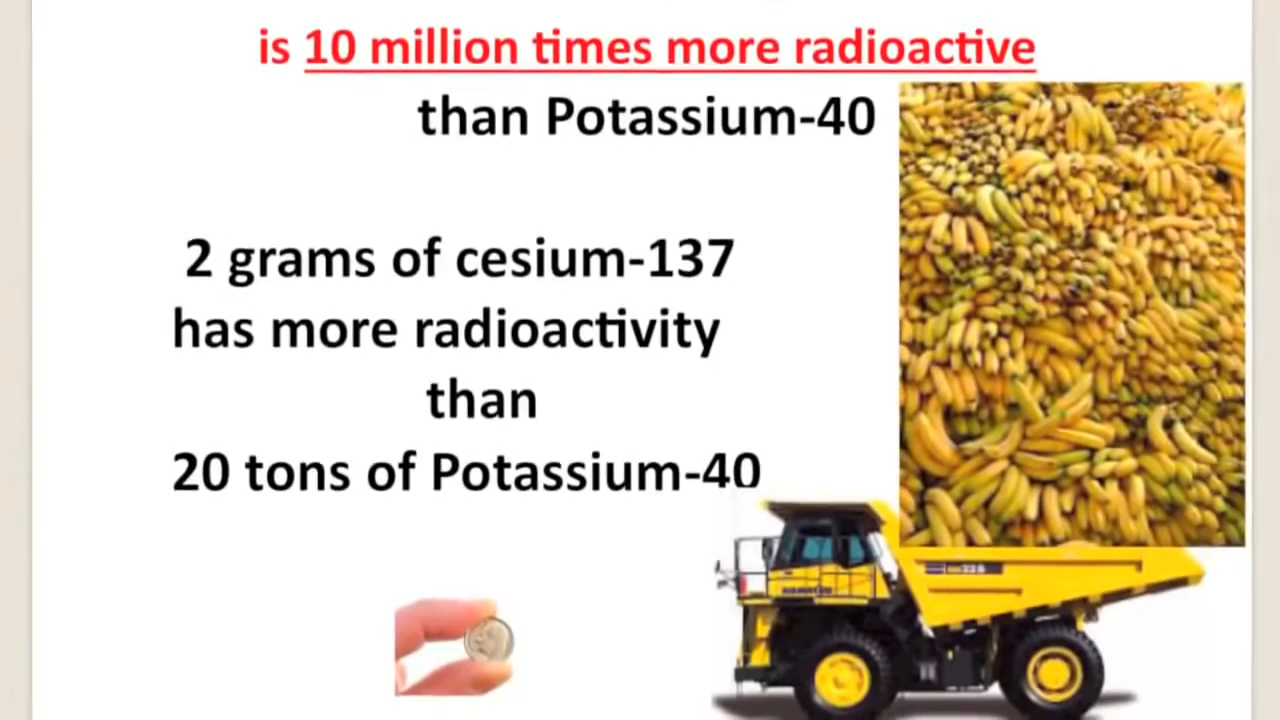 is 10 million times more radioactive
than Potassium-40
2 grams of cesium-137
has more radioactivity
than
20 tons of Potassium-40